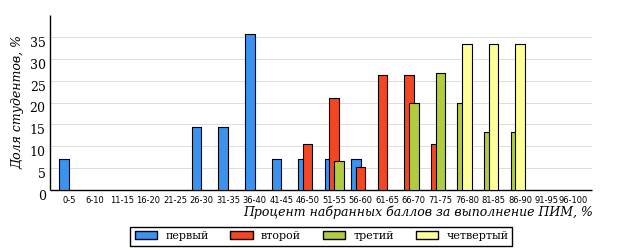 Доля студентов, %
35
30
25
20
15
10
5
0
0-5 6-10 11-15 16-20 21-25 26-30 31-35 36-40 41-45 46-50 51-55 56-60 61-65 66-70 71-75 76-80 81-85 86-90 91-95 96-100
Процент набранных баллов за выполнение ПИМ, %
первый второй третий четвертый